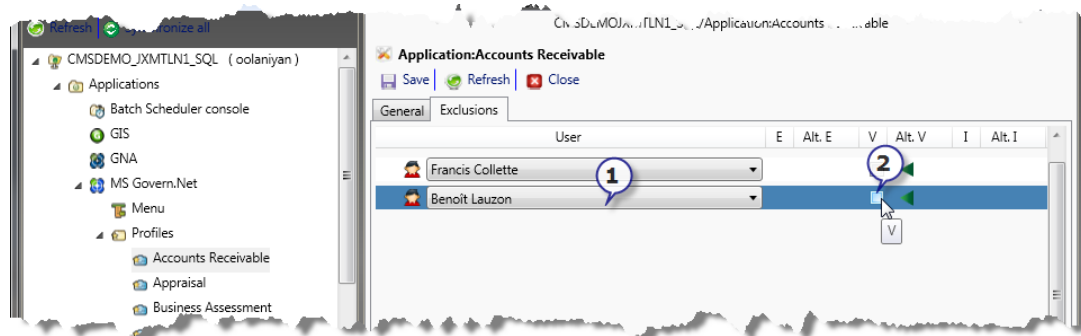 Refresh
all
CMSDEMO_JXMTLN1_SQL ( oolaniyan )
Applications
Batch Scheduler console
GIS
GNA
MS Govern.Net
Menu
Profiles
Accounts Receivable
Appraisal
Business Assessment
Application:Accounts Receivable
Save Refresh Close
General Exclusions
User E Alt. E V Alt. V I Alt. I
Francis Collette
Benoît Lauzon
1
2
V